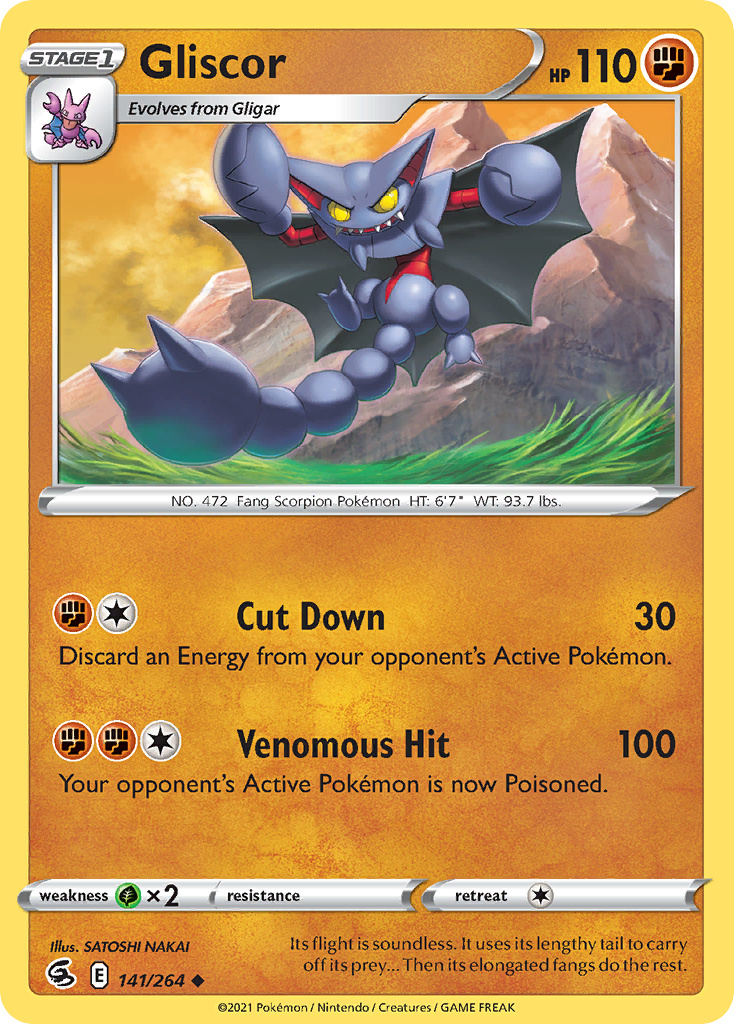 STAGE 1
Gliscor
HP 110
Evolves from Gligar
NO. 472 Fang Scorpion Pokémon HT: 6'7" WT: 93.7 lbs.
Cut Down 30
Discard an Energy from your opponent's Active Pokémon.
Venomous Hit 100
Your opponent's Active Pokémon is now Poisoned.
weakness ×2 resistance retreat
Illus. SATOSHI NAKAI
Its flight is soundless. It uses its lengthy tail to carry
off its prey... Then its elongated fangs do the rest.
E 141/264
©2021 Pokémon / Nintendo / Creatures / GAME FREAK